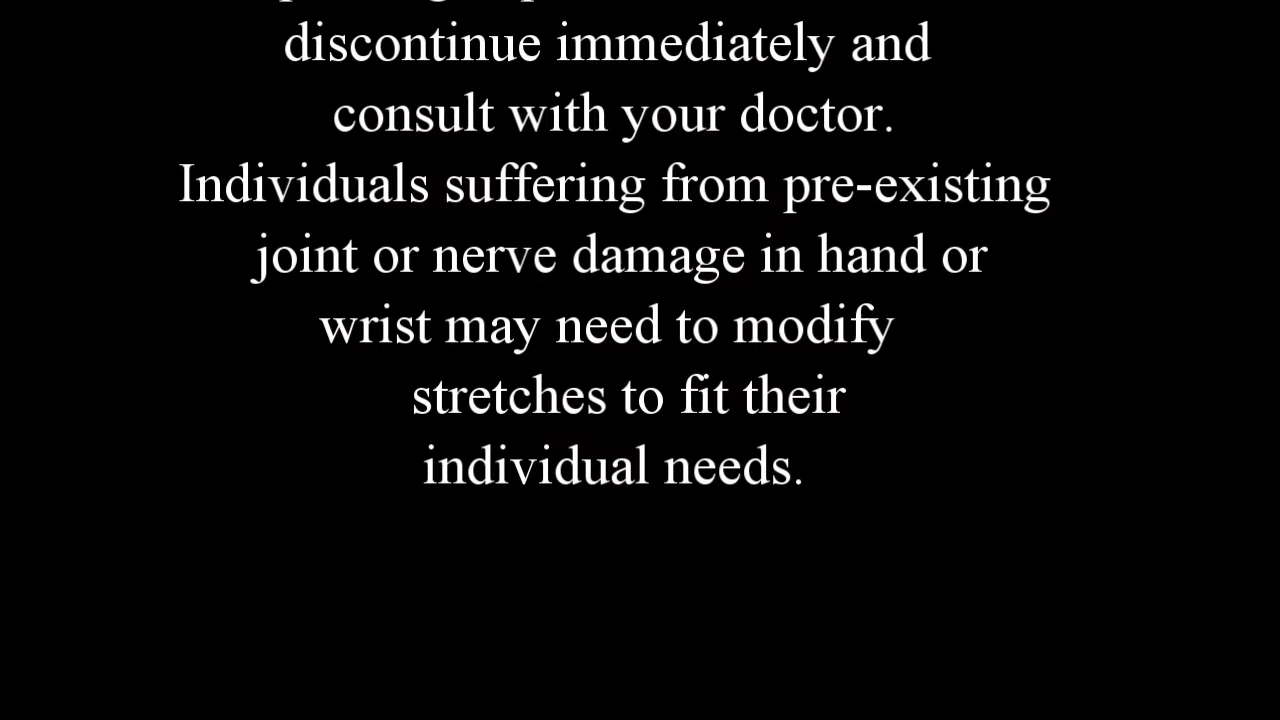 discontinue immediately and
consult with your doctor.
Individuals suffering from pre-existing
joint or nerve damage in hand or
wrist may need to modify
stretches to fit their
individual needs.